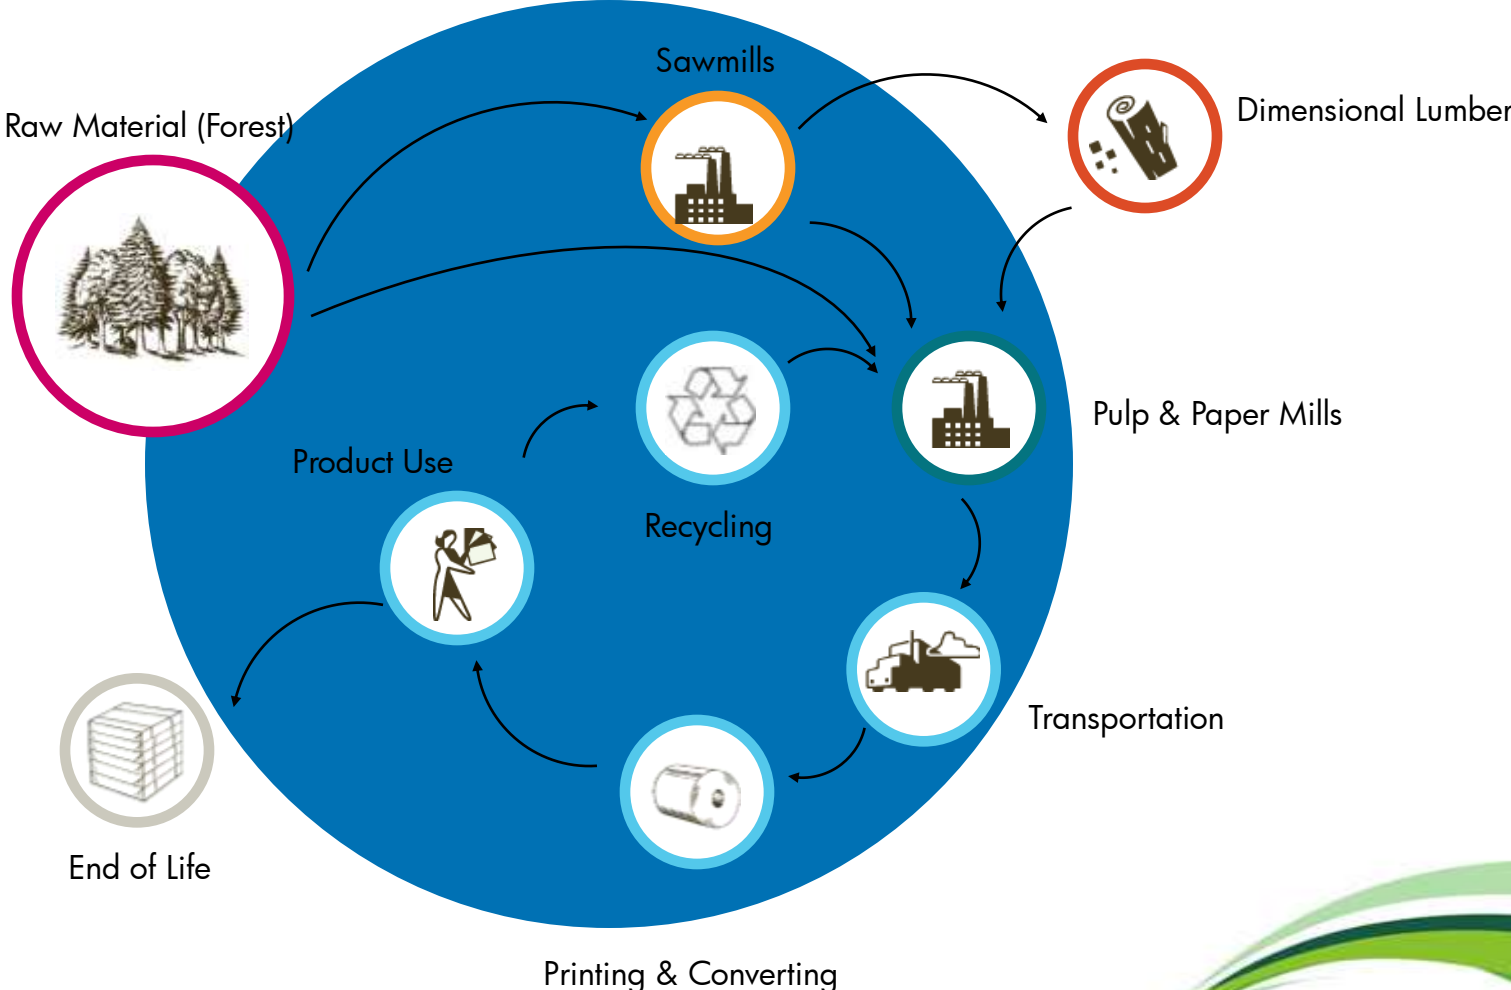 Sawmills
Dimensional Lumber
Raw Material (Forest)
Pulp & Paper Mills
Product Use
Recycling
Transportation
End of Life
Printing & Converting